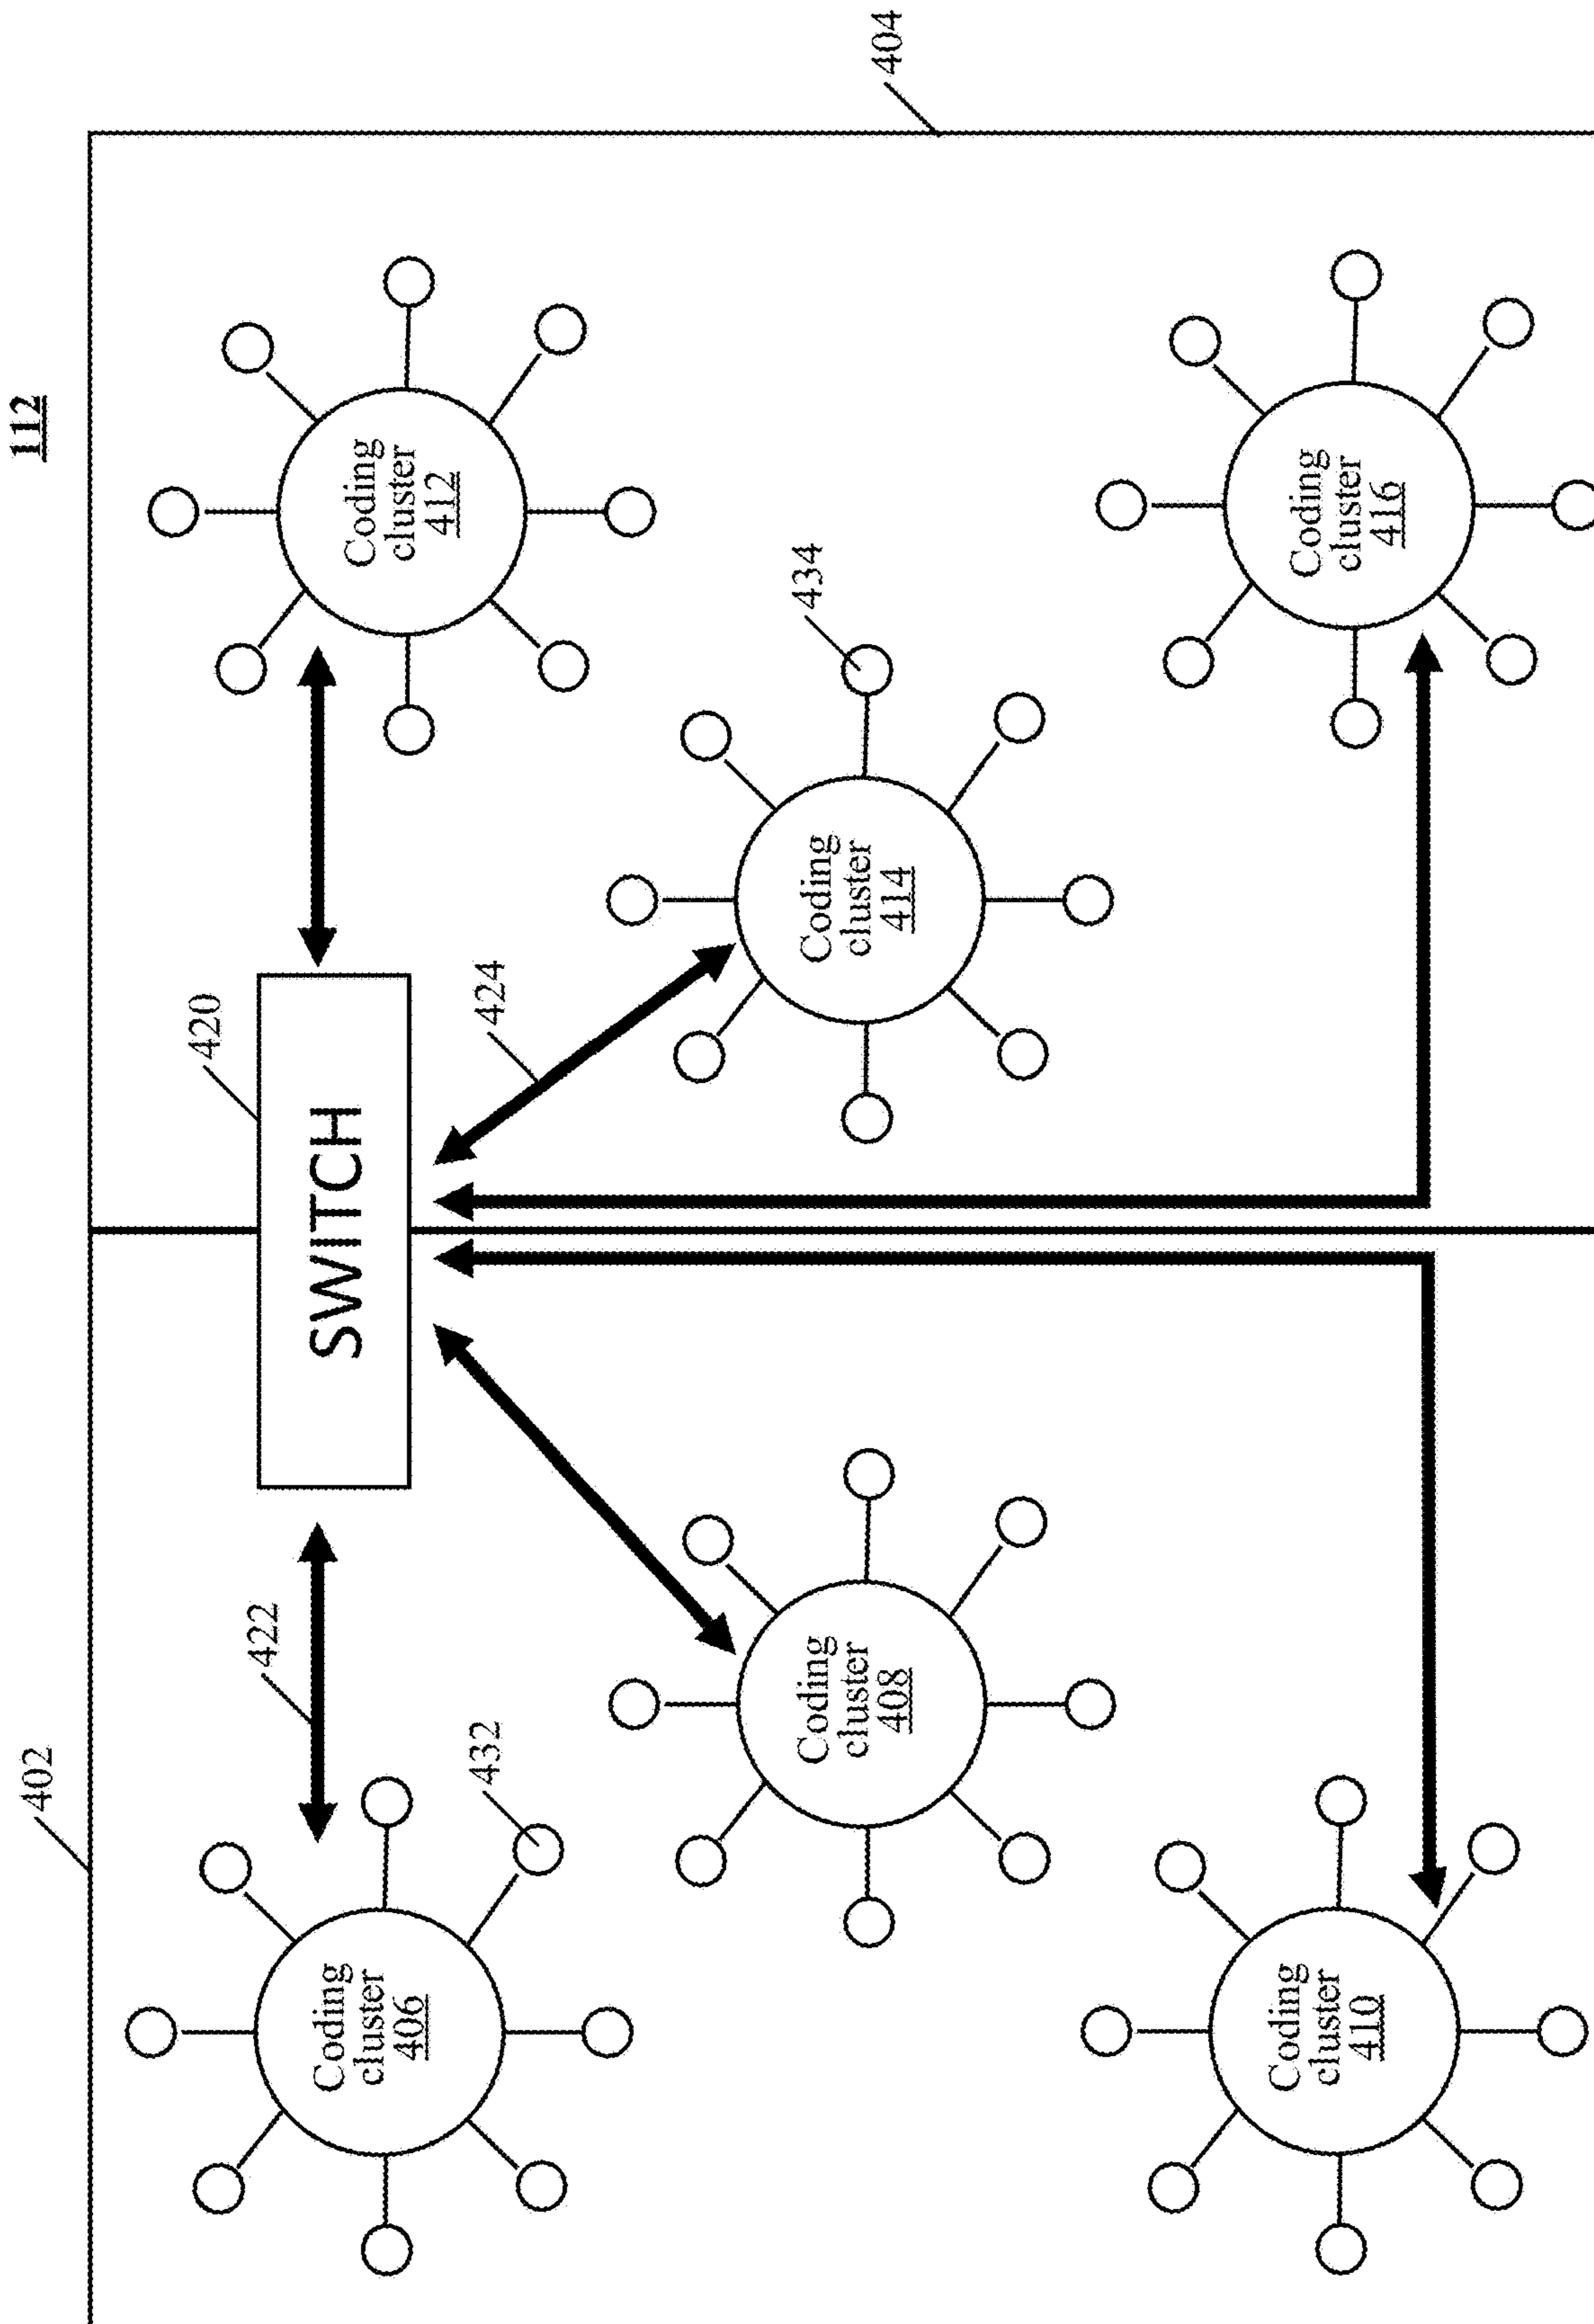 112
402
404
420
SWITCH
422
424
Coding
cluster
406
432
Coding
cluster
412
Coding
cluster
408
Coding
cluster
414
434
Coding
cluster
410
Coding
cluster
416